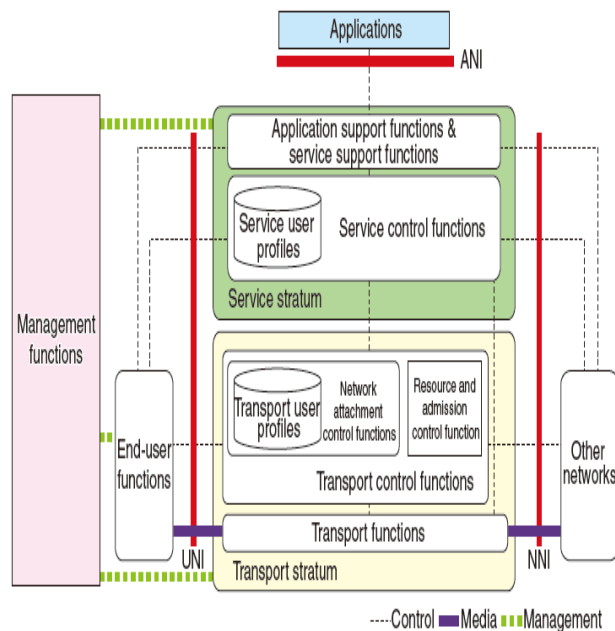 Applications
ANI
Application support functions &
service support functions
Service user
profiles
Service control functions
Service stratum
Management
functions
Transport user
profiles
Network
attachment
control functions
Resource and
admission
control function
End-user
functions
Other
networks
Transport control functions
Transport functions
UNI
NNI
Transport stratum
Control Media Management